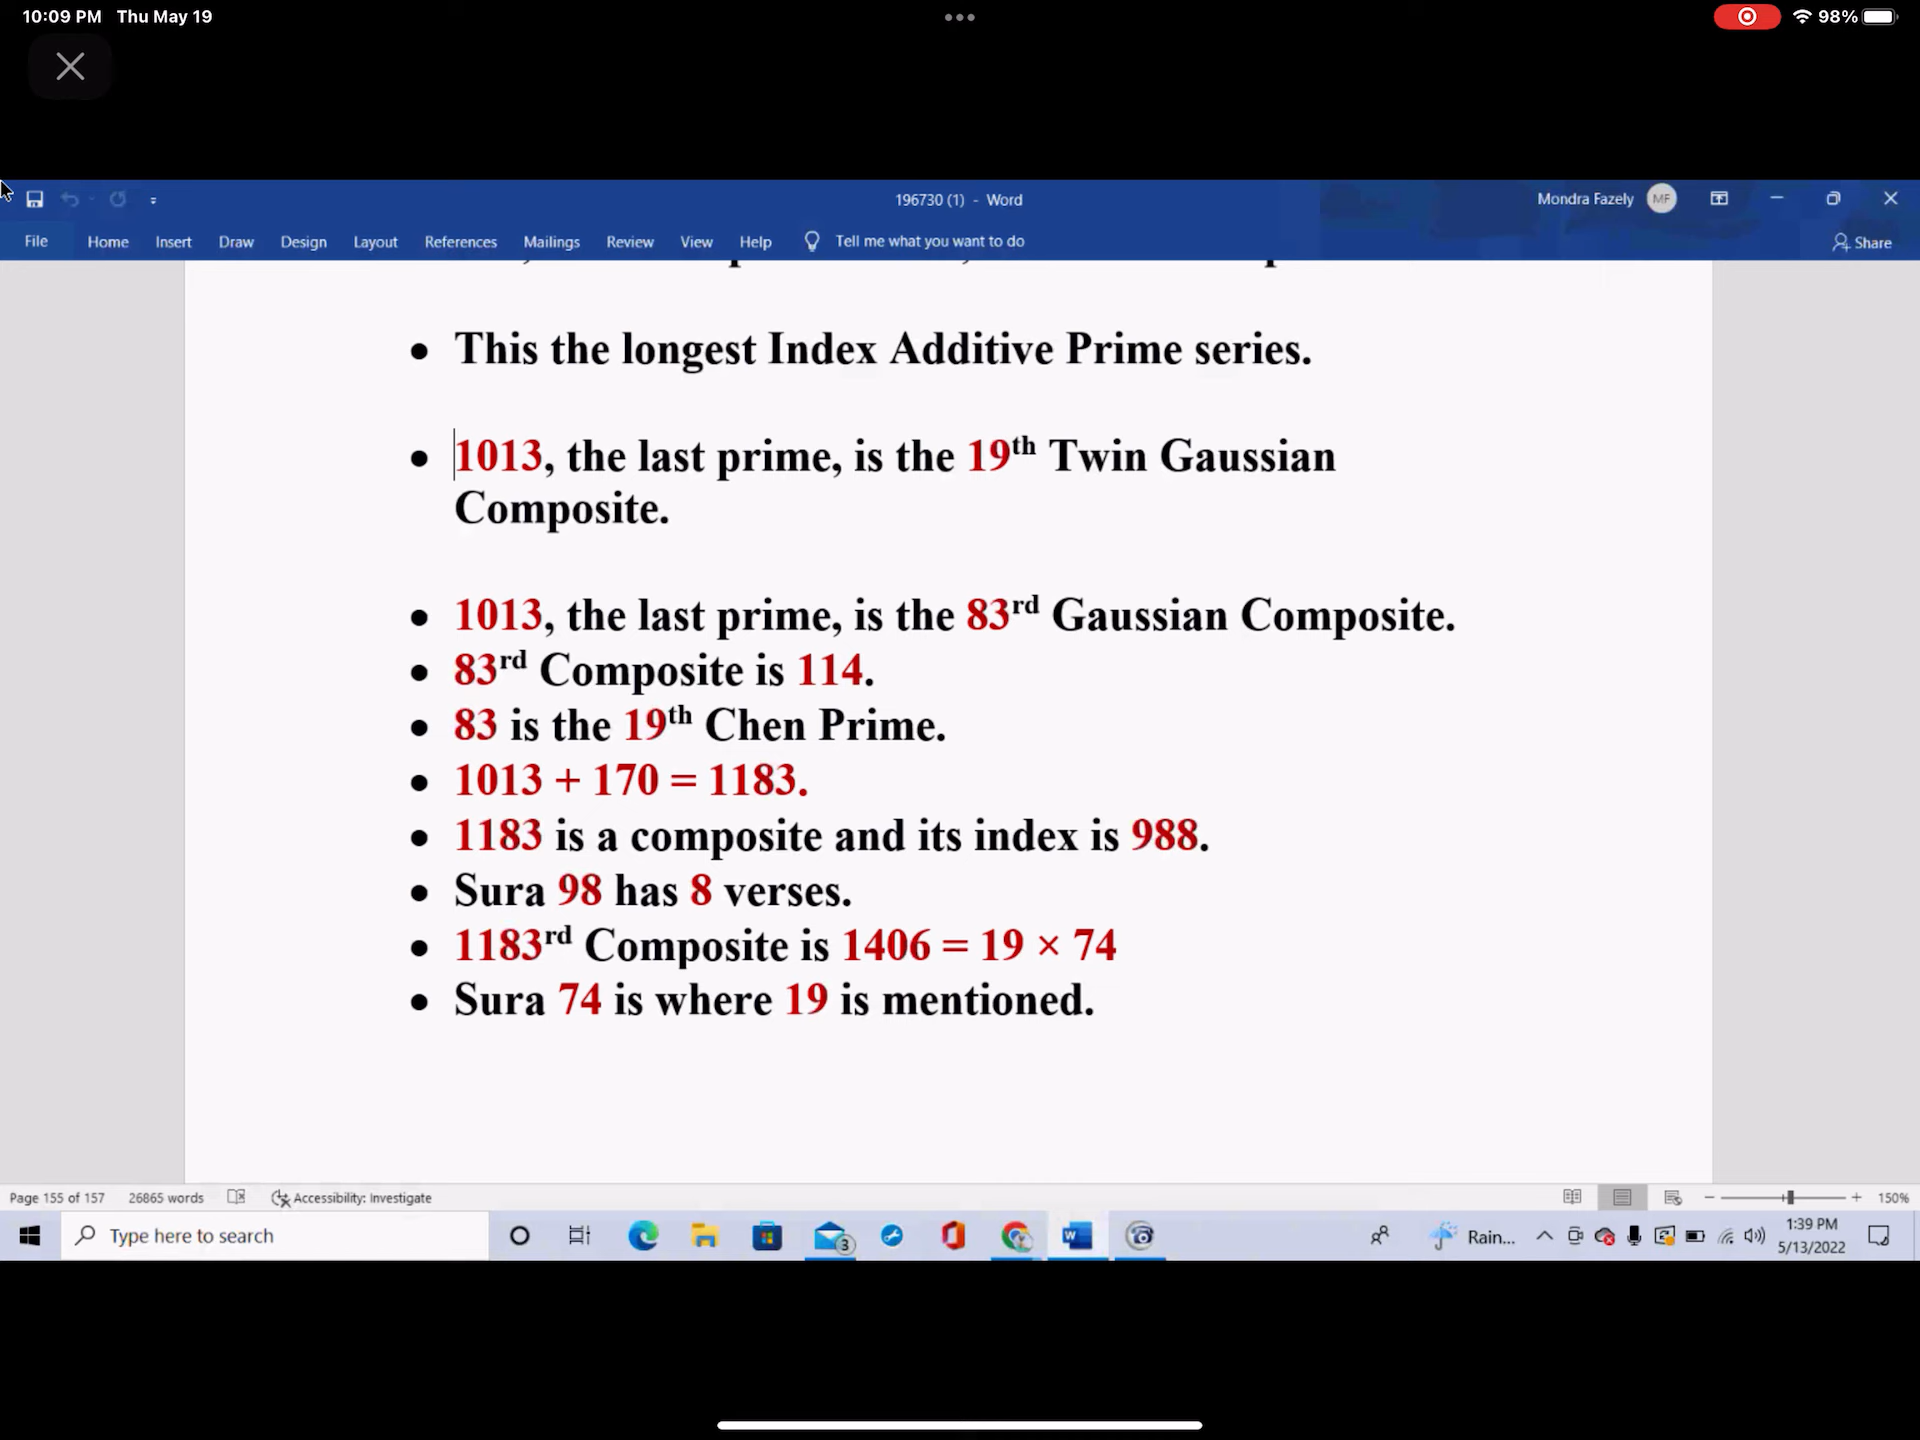 10:09 PM Thu May 19
98%
196730 (1) - Word
Mondra Fazely
MF
File Home Insert Draw Design Layout References Mailings Review View Help Tell me what you want to do Share
• This the longest Index Additive Prime series.
• 1013, the last prime, is the 19th Twin Gaussian
Composite.
• 1013, the last prime, is the 83rd Gaussian Composite.
• 83rd Composite is 114.
• 83 is the 19th Chen Prime.
• 1013 + 170 = 1183.
• 1183 is a composite and its index is 988.
• Sura 98 has 8 verses.
• 1183rd Composite is 1406 = 19 × 74
• Sura 74 is where 19 is mentioned.
Page 155 of 157 26865 words Accessibility: Investigate 150%
Type here to search
3
Rain...
1:39 PM
5/13/2022